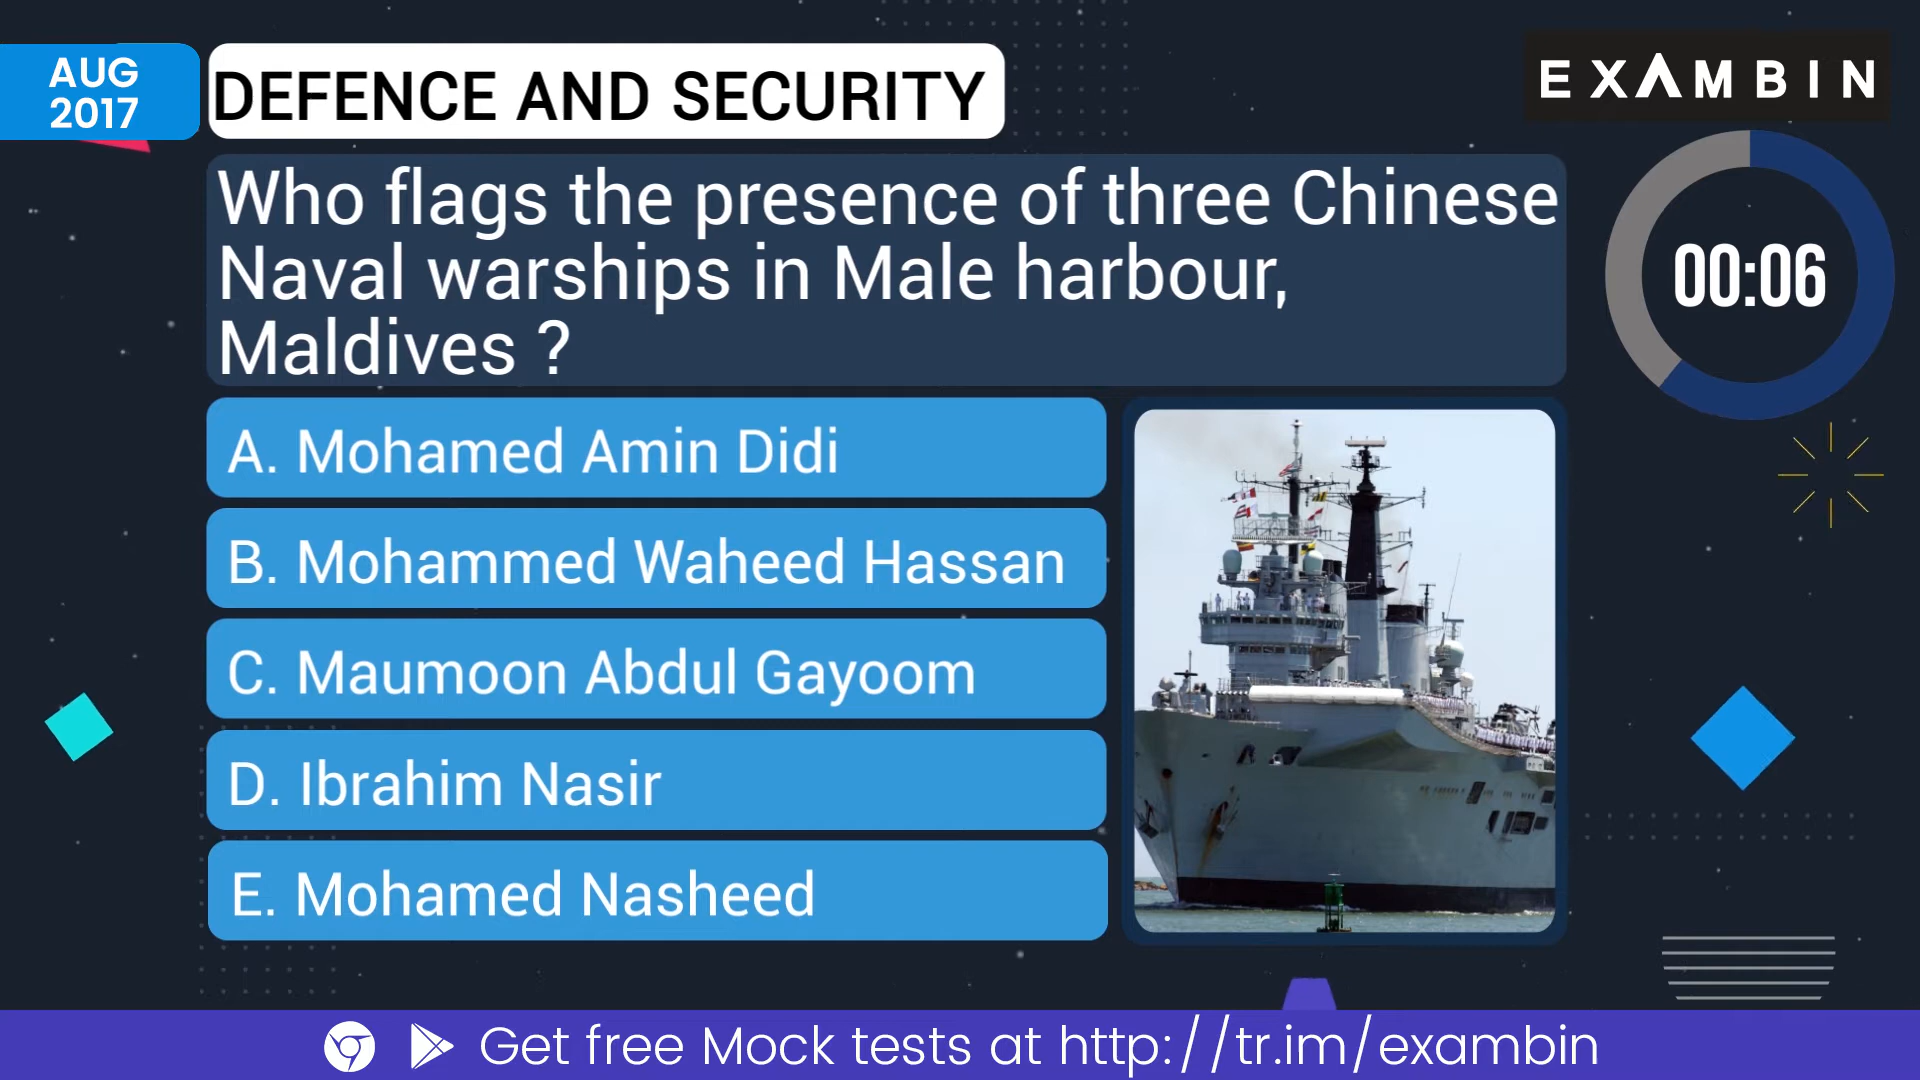 AUG
2017
DEFENCE AND SECURITY
EXAMBIN
Who flags the presence of three Chinese
Naval warships in Male harbour,
Maldives ?
00:06
A. Mohamed Amin Didi
B. Mohammed Waheed Hassan
C. Maumoon Abdul Gayoom
D. Ibrahim Nasir
E. Mohamed Nasheed
Get free Mock tests at http://tr.im/exambin